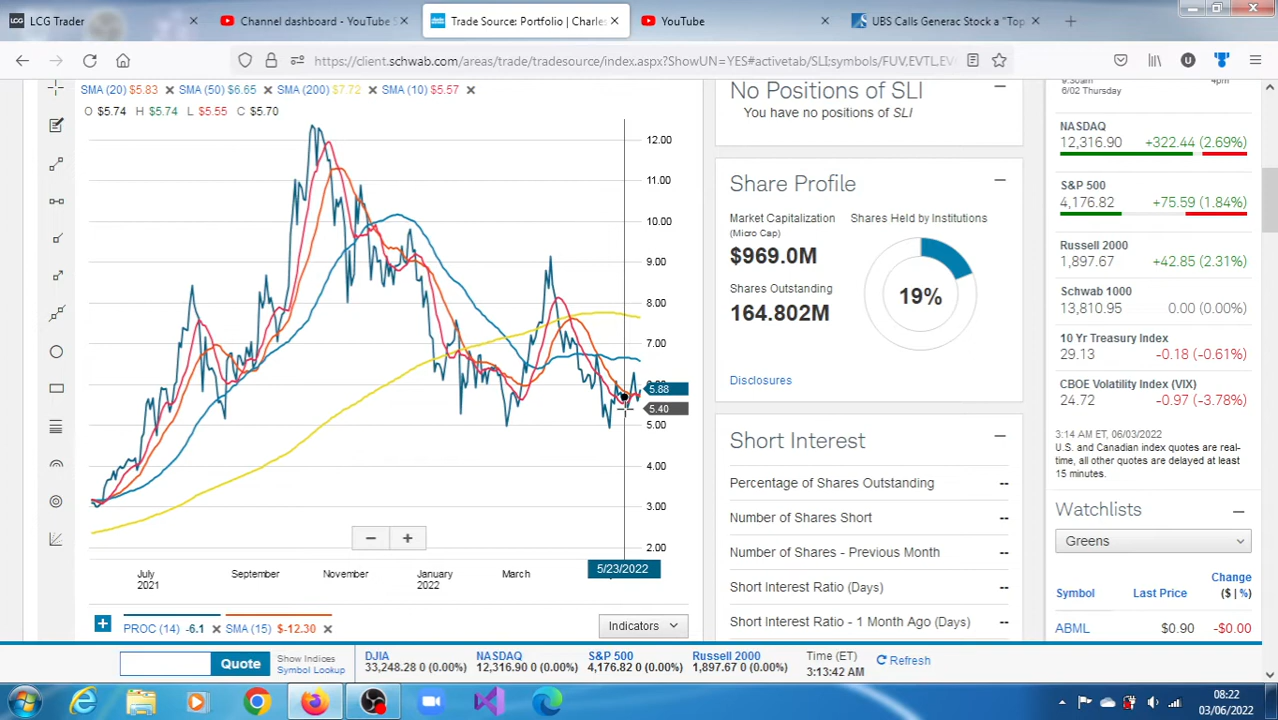 LCG Trader
Channel dashboard - YouTube S
Trade Source: Portfolio | Charles
YouTube
UBS Calls Generac Stock a "Top
https://client.schwab.com/areas/trade/tradesource/index.aspx?ShowUN=YES#activetab/SLI;symbols/FUV,EVTL,EV
SMA (20) $5.83
SMA (50) $6.65
SMA (200) $7.72
SMA (10) $5.57
O $5.74 H $5.74 L $5.55 C $5.70
12.00
11.00
10.00
9.00
8.00
7.00
5.88
5.40
5.00
4.00
3.00
2.00
July
2021
September
November
January
2022
March
5/23/2022
PROC (14) -6.1
SMA (15) $-12.30
Indicators
No Positions of SLI
You have no positions of SLI
Share Profile
Market Capitalization
(Micro Cap)
$969.0M
Shares Outstanding
164.802M
Shares Held by Institutions
19%
Disclosures
Short Interest
Percentage of Shares Outstanding --
Number of Shares Short --
Number of Shares - Previous Month --
Short Interest Ratio (Days) --
Short Interest Ratio - 1 Month Ago (Days) --
9:30am 4pm
6/02 Thursday
NASDAQ
12,316.90 +322.44 (2.69%)
S&P 500
4,176.82 +75.59 (1.84%)
Russell 2000
1,897.67 +42.85 (2.31%)
Schwab 1000
13,810.95 0.00 (0.00%)
10 Yr Treasury Index
29.13 -0.18 (-0.61%)
CBOE Volatility Index (VIX)
24.72 -0.97 (-3.78%)
3:14 AM ET, 06/03/2022
U.S. and Canadian index quotes are real-
time, all other quotes are delayed at least
15 minutes.
Watchlists
Greens
Symbol Last Price Change
($ | %)
ABML $0.90 -$0.00
Quote
Show Indices
Symbol Lookup
DJIA
33,248.28 0 (0.00%)
NASDAQ
12,316.90 0 (0.00%)
S&P 500
4,176.82 0 (0.00%)
Russell 2000
1,897.67 0 (0.00%)
Time (ET)
3:13:42 AM
Refresh
08:22
03/06/2022